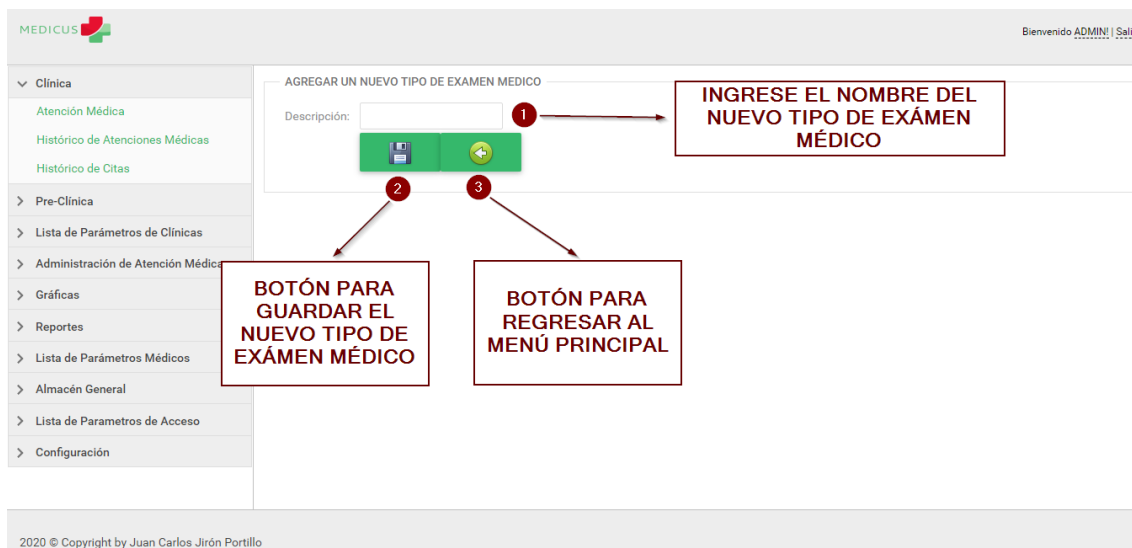 MEDICUS
Bienvenido ADMIN! | Sali
Clínica
Atención Médica
Histórico de Atenciones Médicas
Histórico de Citas
Pre-Clínica
Lista de Parámetros de Clínicas
Administración de Atención Médica
Gráficas
Reportes
Lista de Parámetros Médicos
Almacén General
Lista de Parametros de Acceso
Configuración
AGREGAR UN NUEVO TIPO DE EXAMEN MEDICO
Descripción:
1
INGRESE EL NOMBRE DEL
NUEVO TIPO DE EXÁMEN
MÉDICO
2
3
BOTÓN PARA
GUARDAR EL
NUEVO TIPO DE
EXÁMEN MÉDICO
BOTÓN PARA
REGRESAR AL
MENÚ PRINCIPAL
2020 © Copyright by Juan Carlos Jirón Portillo